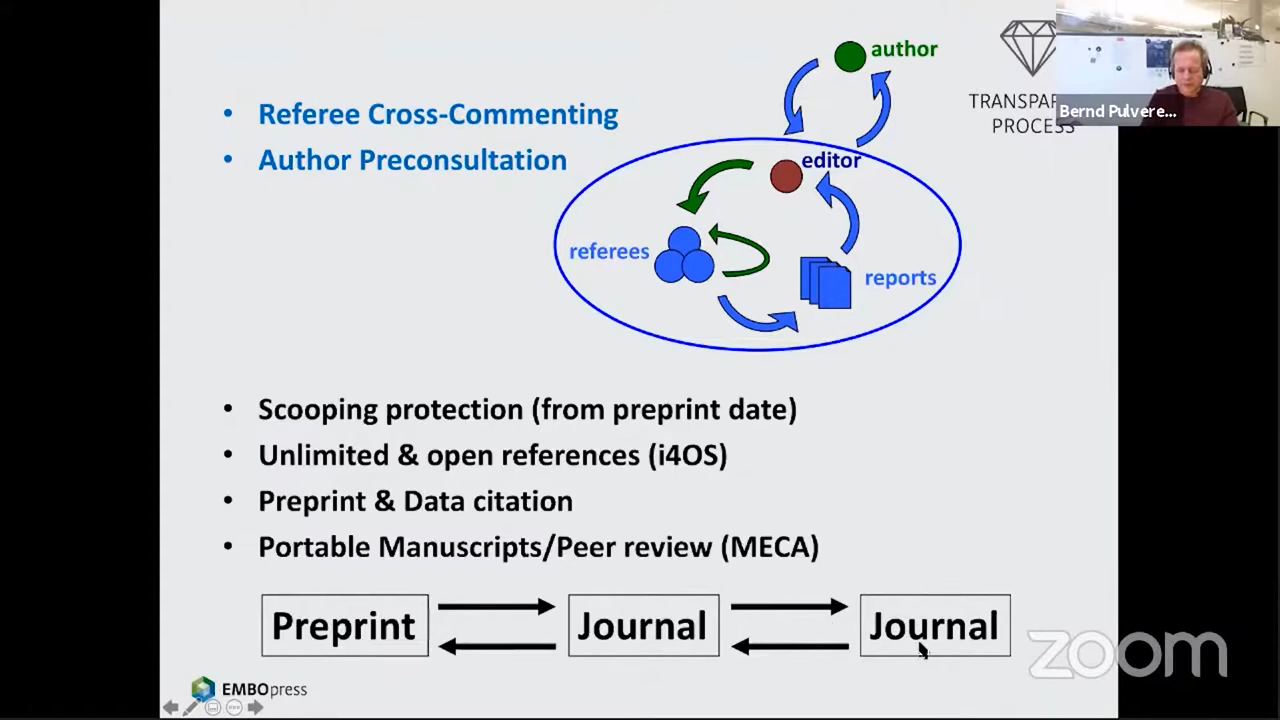 • Referee Cross-Commenting
• Author Preconsultation
author
editor
referees
reports
TRANSPA
PROCESS
Bernd Pulvere...
• Scooping protection (from preprint date)
• Unlimited & open references (i4OS)
• Preprint & Data citation
• Portable Manuscripts/Peer review (MECA)
Preprint
Journal
Journal
EMBOpress
zoom